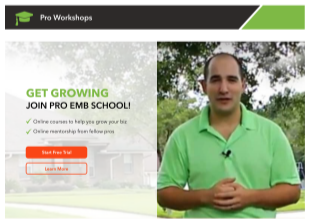 Pro Workshops
GET GROWING
JOIN PRO EMB SCHOOL!
✓ Online courses to help you grow your biz
✓ Online mentorship from fellow pros
Start Free Trial
Learn More